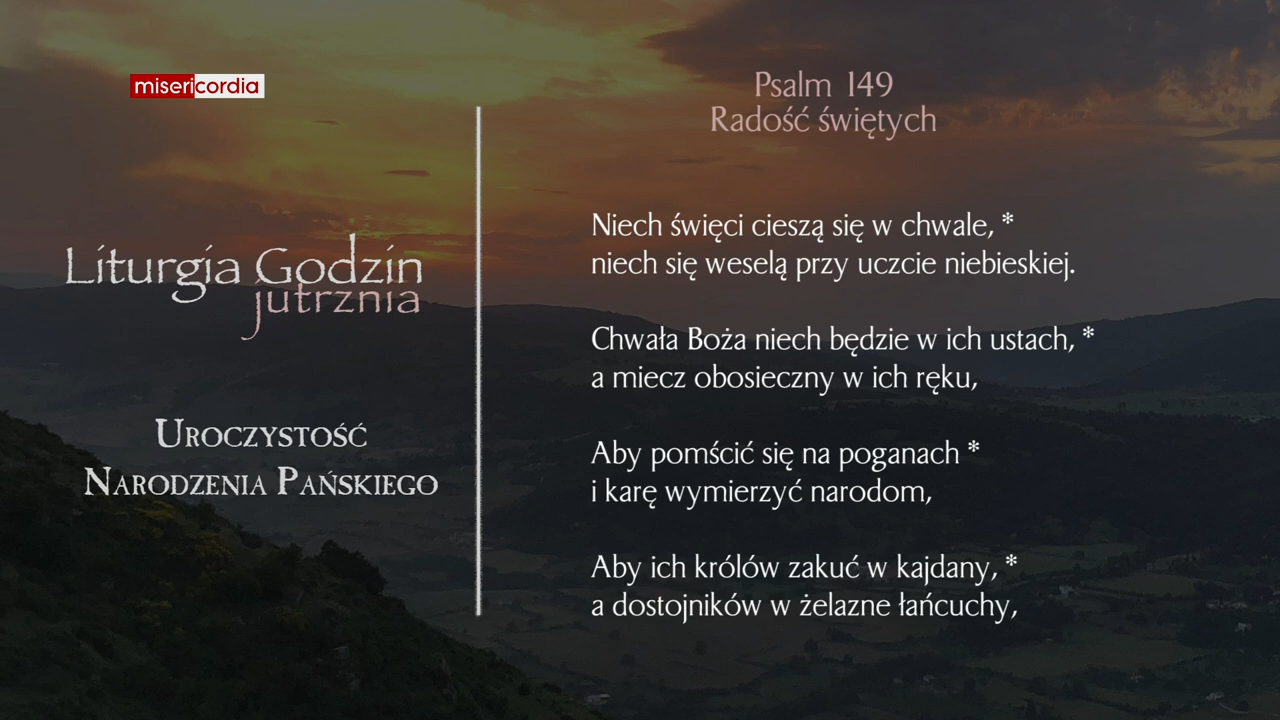 misericordia
Liturgia Godzin
jutrznia
Uroczystość
Narodzenia Pańskiego
Psalm 149
Radość świętych
Niech święci cieszą się w chwale, *
niech się weselą przy uczcie niebieskiej.
Chwała Boża niech będzie w ich ustach, *
a miecz obosieczny w ich ręku,
Aby pomścić się na poganach *
i karę wymierzyć narodom,
Aby ich królów zakuć w kajdany, *
a dostojników w żelazne łańcuchy,